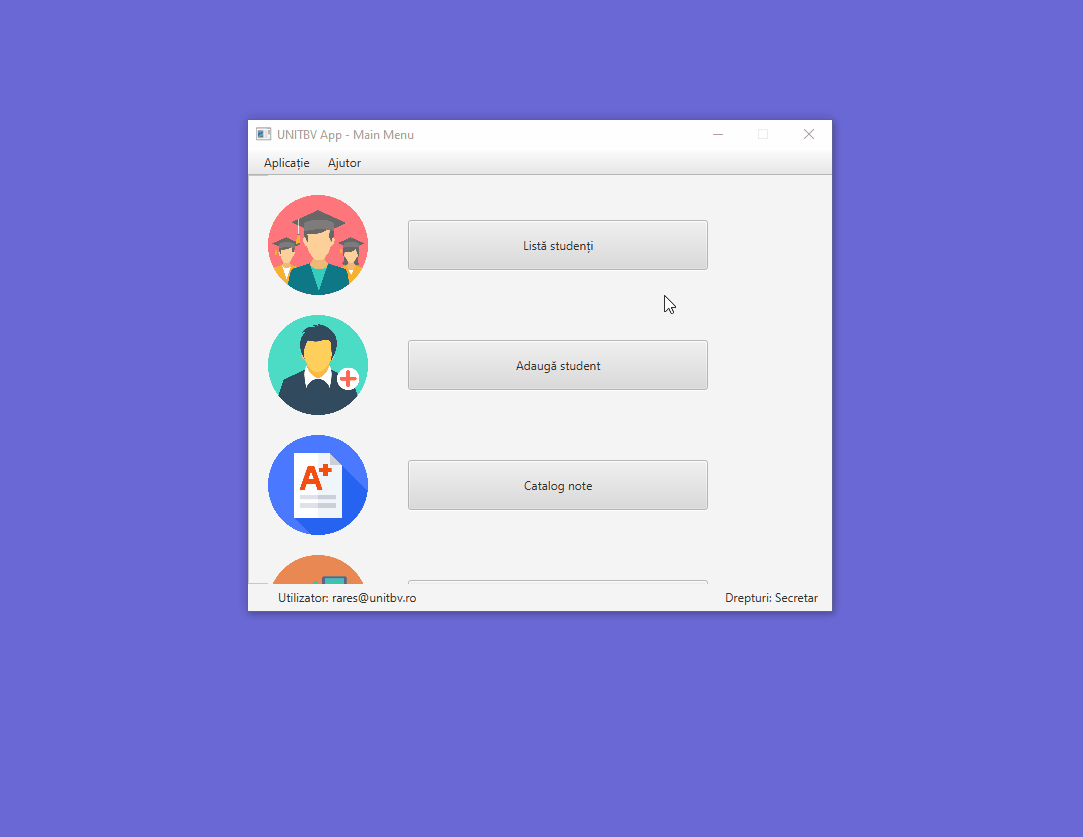 UNITBV App - Main Menu
Aplicație Ajutor
Listă studenți
Adaugă student
A+
Catalog note
Utilizator: rares@unitbv.ro Drepturi: Secretar